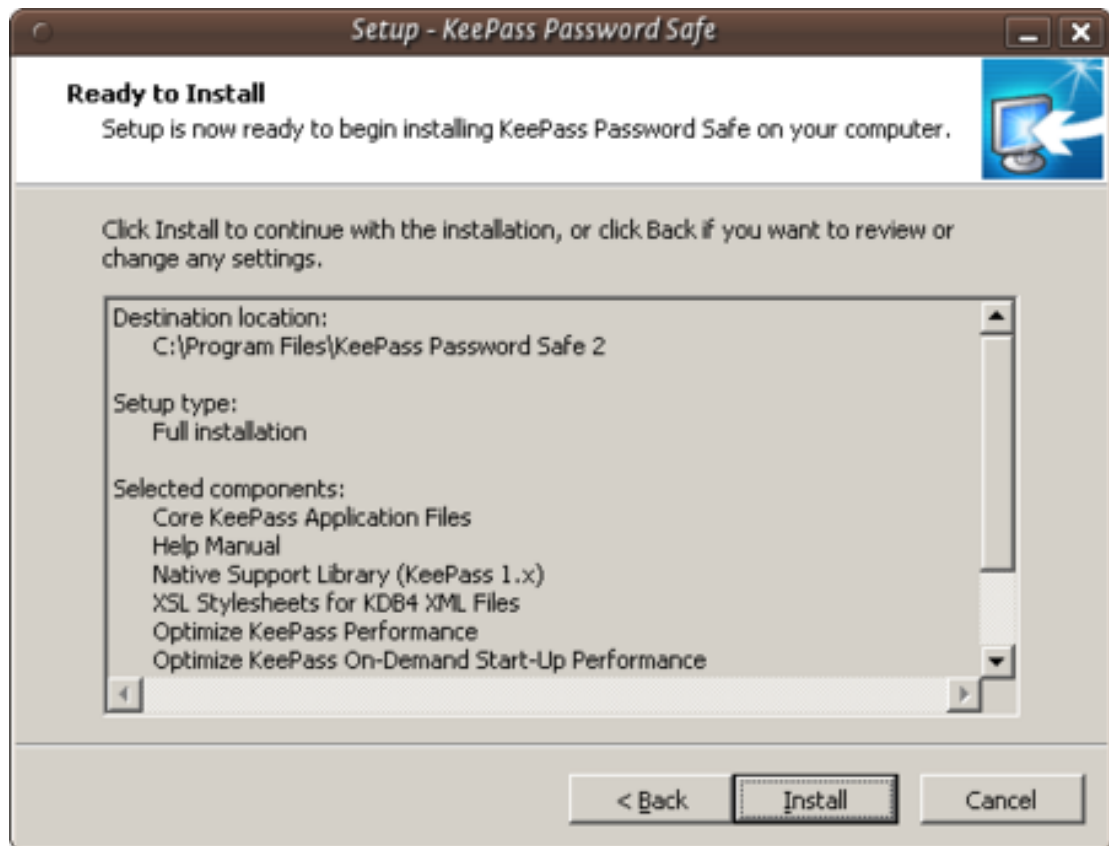 Setup - KeePass Password Safe
Ready to Install
Setup is now ready to begin installing KeePass Password Safe on your computer.
Click Install to continue with the installation, or click Back if you want to review or
change any settings.
Destination location:
C:\Program Files\KeePass Password Safe 2
Setup type:
Full installation
Selected components:
Core KeePass Application Files
Help Manual
Native Support Library (KeePass 1.x)
XSL Stylesheets for KDB4 XML Files
Optimize KeePass Performance
Optimize KeePass On-Demand Start-Up Performance
< Back
Install
Cancel